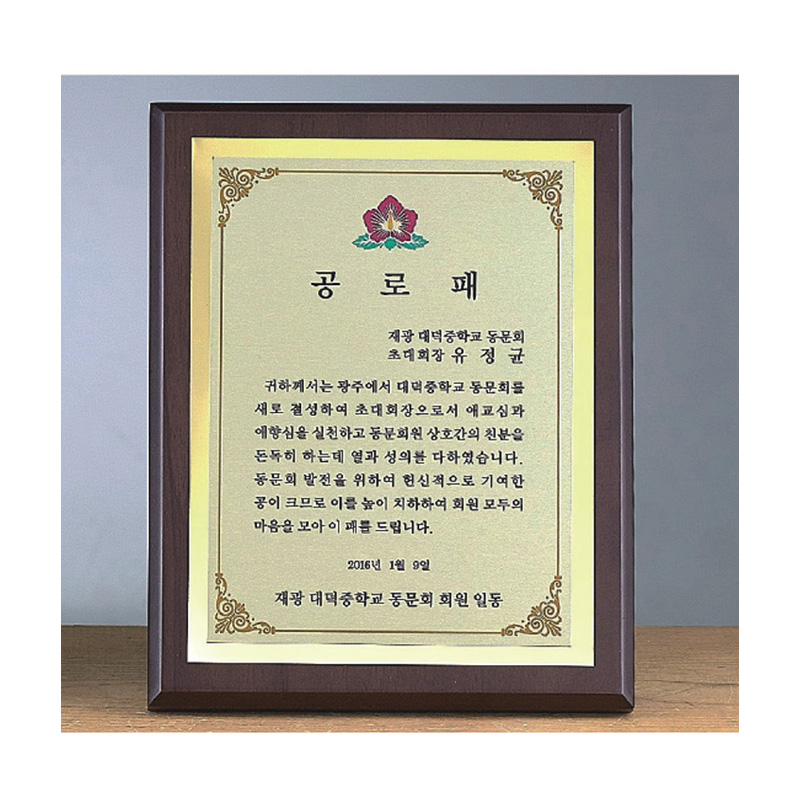 공 로 패
재광 대덕중학교 동문회
초대회장 유 정 균
귀하께서는 광주에서 대덕중학교 동문회를
새로 결성하여 초대회장으로서 애교심과
애향심을 실천하고 동문회원 상호간의 친분을
돈독히 하는데 열과 성의를 다하였습니다.
동문회 발전을 위하여 헌신적으로 기여한
공이 크므로 이를 높이 치하하여 회원 모두의
마음을 모아 이 패를 드립니다.
2016년 1월 9일
재광 대덕중학교 동문회 회원 일동